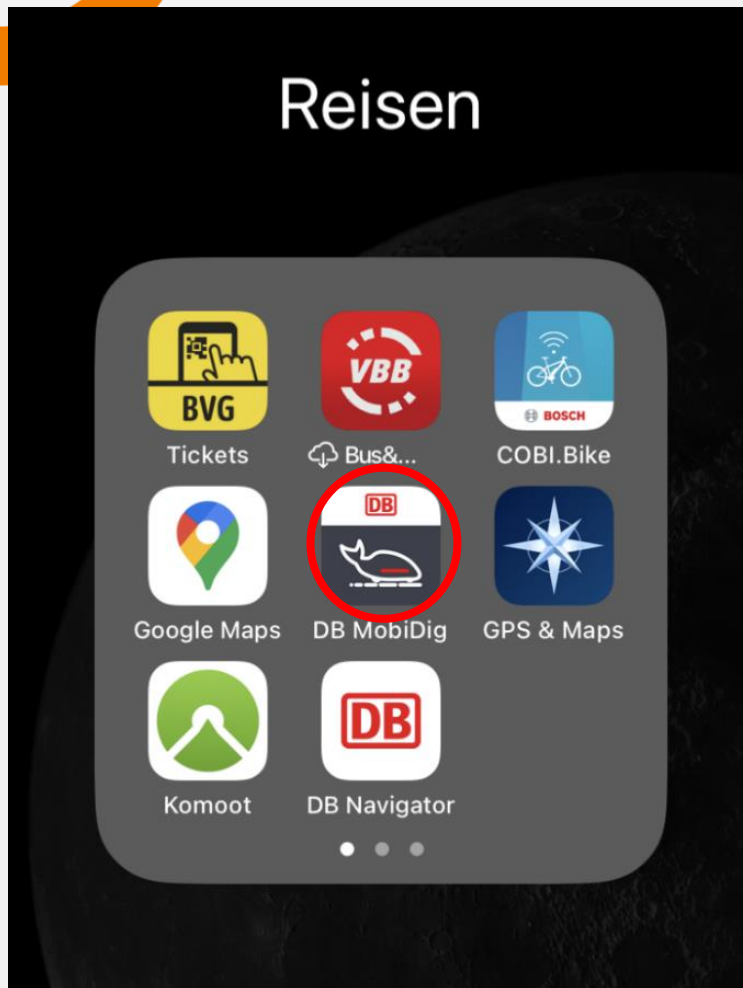 Reisen
BVG
VBB
BOSCH
Tickets
Bus&...
COBI.Bike
DB
Google Maps
DB MobiDig
GPS & Maps
DB
Komoot
DB Navigator